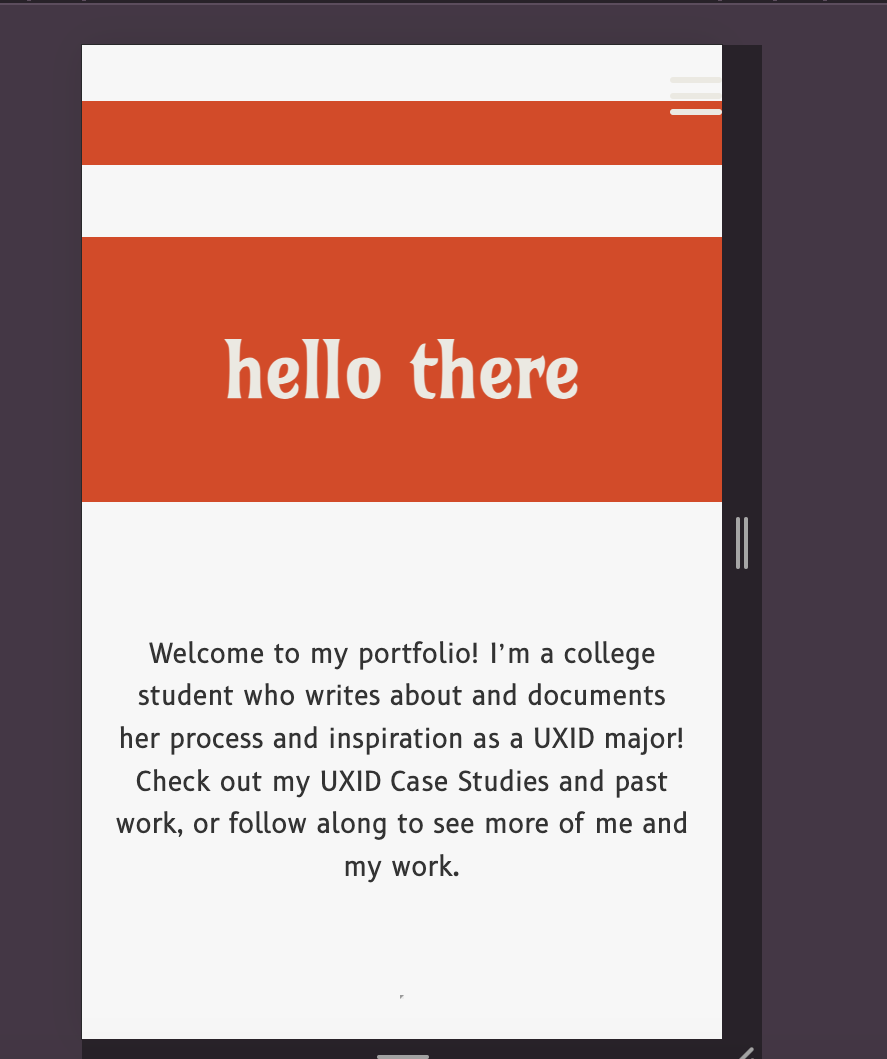 hello there
Welcome to my portfolio! I’m a college
student who writes about and documents
her process and inspiration as a UXID major!
Check out my UXID Case Studies and past
work, or follow along to see more of me and
my work.